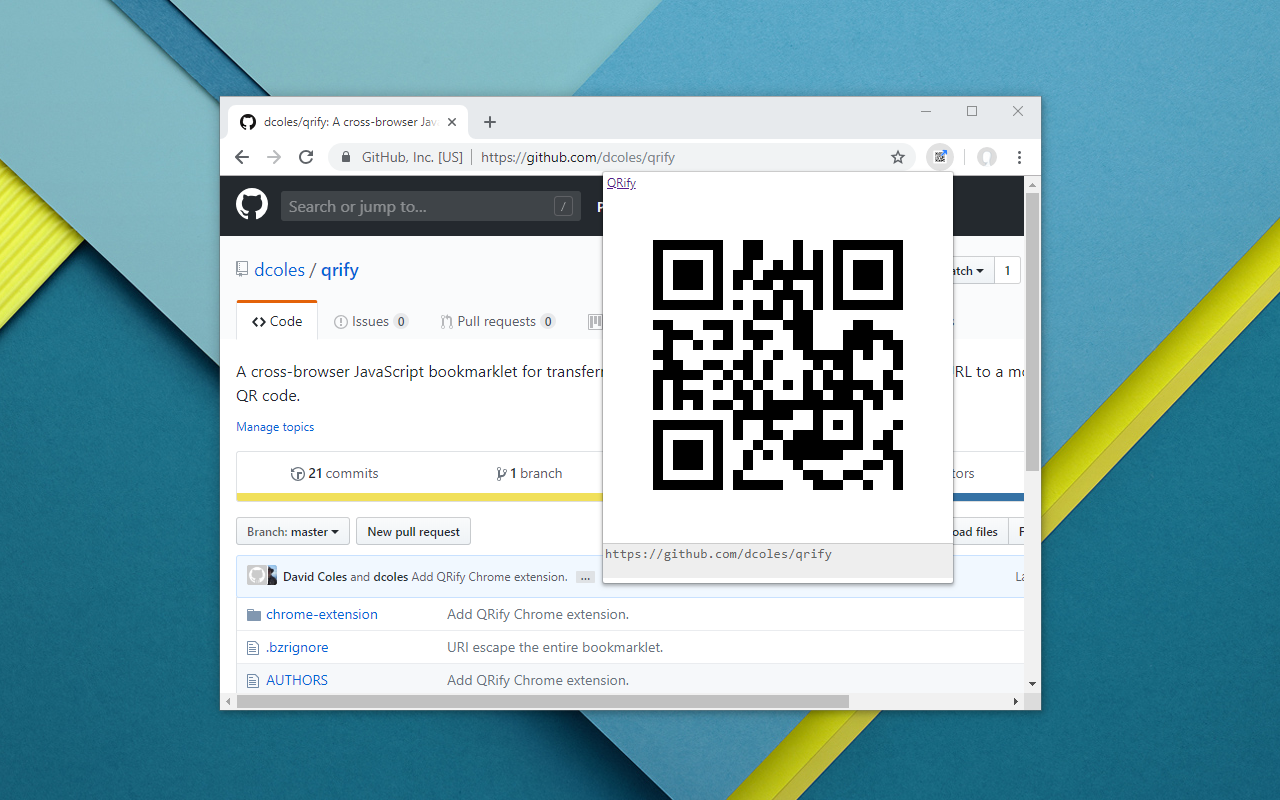 dcoles/qrify: A cross-browser Jav
GitHub, Inc. [US] | https://github.com/dcoles/qrify
QRify
Search or jump to... /
P
dcoles / qrify
atch 1
<> Code Issues 0 Pull requests 0
s
A cross-browser JavaScript bookmarklet for transferr
RL to a mo
QR code.
Manage topics
21 commits 1 branch
tors
https://github.com/dcoles/qrify
Branch: master New pull request
oad files F
David Coles and dcoles Add QRify Chrome extension. ...
La
chrome-extension Add QRify Chrome extension.
.bzrignore URI escape the entire bookmarklet.
AUTHORS Add QRify Chrome extension.